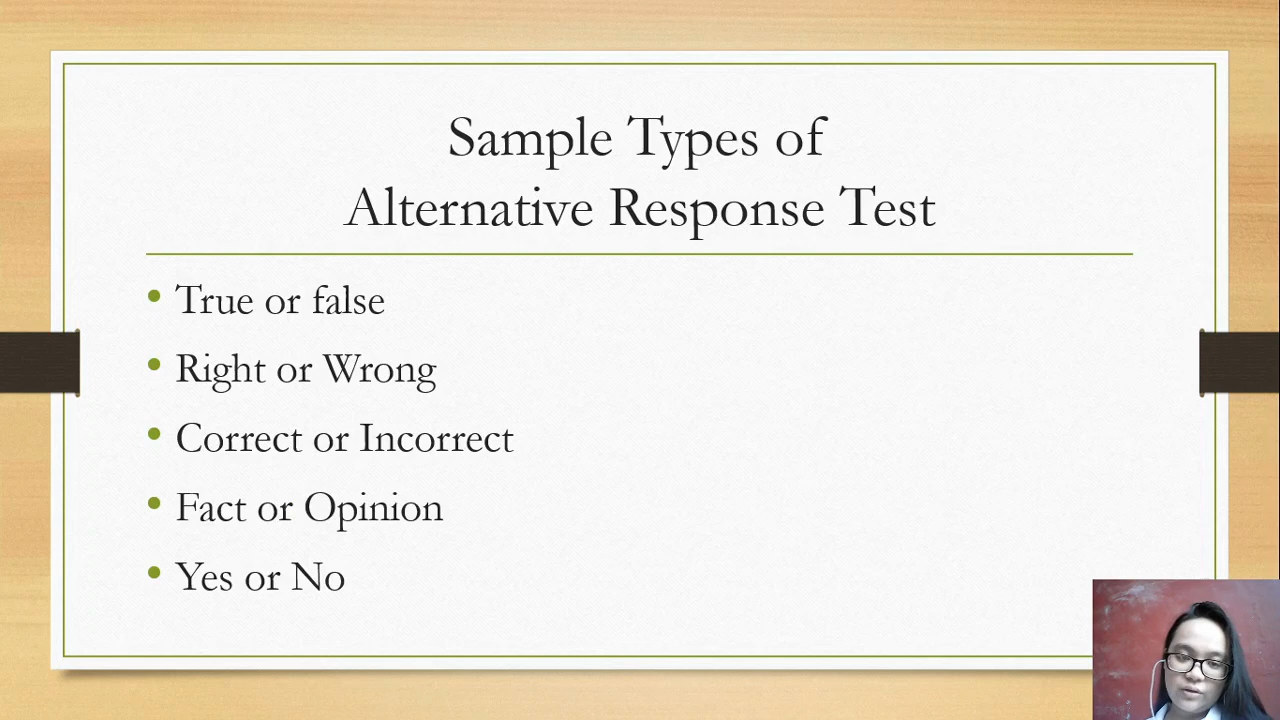 Sample Types of
Alternative Response Test
• True or false
• Right or Wrong
• Correct or Incorrect
• Fact or Opinion
• Yes or No